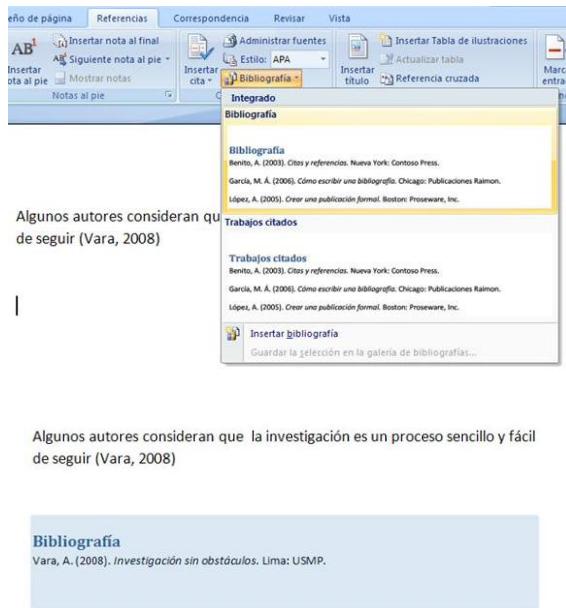 eño de página Referencias Correspondencia Revisar Vista
AB¹ Insertar nota al final Administrar fuentes Insertar Tabla de ilustraciones
Siguiente nota al pie Estilo: APA Actualizar tabla
Insertar nota al pie Mostrar notas Insertar cita Bibliografía Insertar título Referencia cruzada Marc entra
Notas al pie
Integrado
Bibliografía
Bibliografía
Benito, A. (2003). Citas y referencias. Nueva York: Contoso Press.
García, M. Á. (2006). Cómo escribir una bibliografía. Chicago: Publicaciones Raimon.
López, A. (2005). Crear una publicación formal. Boston: Proseware, Inc.
Algunos autores consideran qu
de seguir (Vara, 2008)
Trabajos citados
Trabajos citados
Benito, A. (2003). Citas y referencias. Nueva York: Contoso Press.
García, M. Á. (2006). Cómo escribir una bibliografía. Chicago: Publicaciones Raimon.
López, A. (2005). Crear una publicación formal. Boston: Proseware, Inc.
Insertar bibliografía
Guardar la selección en la galería de bibliografías...
Algunos autores consideran que la investigación es un proceso sencillo y fácil
de seguir (Vara, 2008)
Bibliografía
Vara, A. (2008). Investigación sin obstáculos. Lima: USMP.